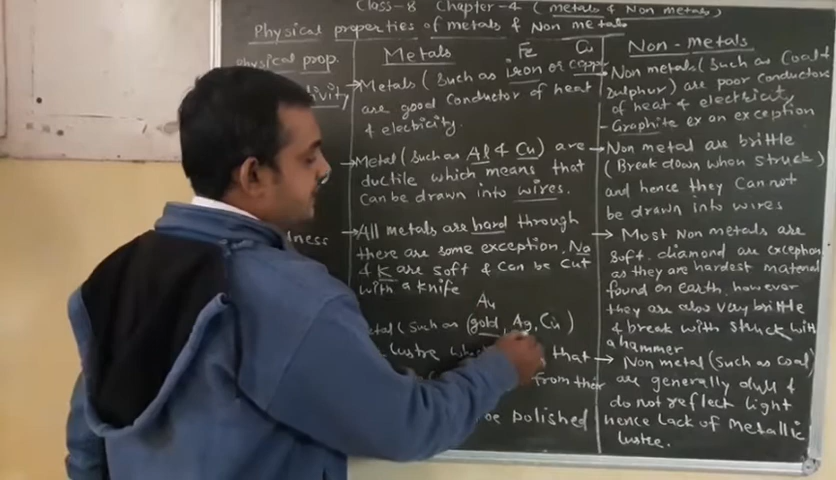 Class-8 Chapter-4 (metals & Non metals)
Physical properties of metals & Non metals
physical prop.
Metals
Non-metals
Fe Cu
→ Metals (Such as iron or copper
are good conductor of heat
& electricity.
→ Metal (Such as Al & Cu) are
ductile which means that
can be drawn into wires.
→ All metals are hard through
there are some exception. Na
& K are soft & can be cut
with a knife
Au
(Such as (gold, Ag, Cu)
lustre that
from their
be polished
→ Non metals (Such as Coal &
Sulphur) are poor conductors
of heat & electricity
Graphite ex an exception
→ Non metal are brittle
(Break down when Struck)
and hence they Cannot
be drawn into wires
→ Most Non metals are
Soft. diamond are exception
as they are hardest material
found on earth. however
they are also very brittle
& break with struck with
a hammer
→ Non metal (Such as Coal)
are generally dull &
do not reflect light
hence Lack of Metallic
lustre.